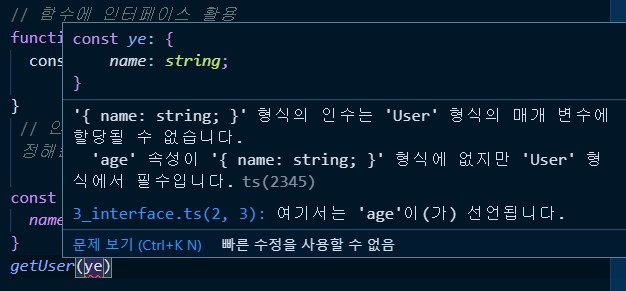 // 함수에 인터페이스 활용
functi
const ye: {
cons
name: string;
}
'{ name: string; }' 형식의 인수는 'User' 형식의 매개 변수에
}
할당될 수 없습니다.
//
'age' 속성이 '{ name: string; }' 형식에 없지만 'User' 형
정해
식에서 필수입니다. ts(2345)
const
3_interface.ts(2, 3): 여기서는 'age'이(가) 선언됩니다.
name
}
문제 보기 (Ctrl+K N) 빠른 수정을 사용할 수 없음
getUser(ye)